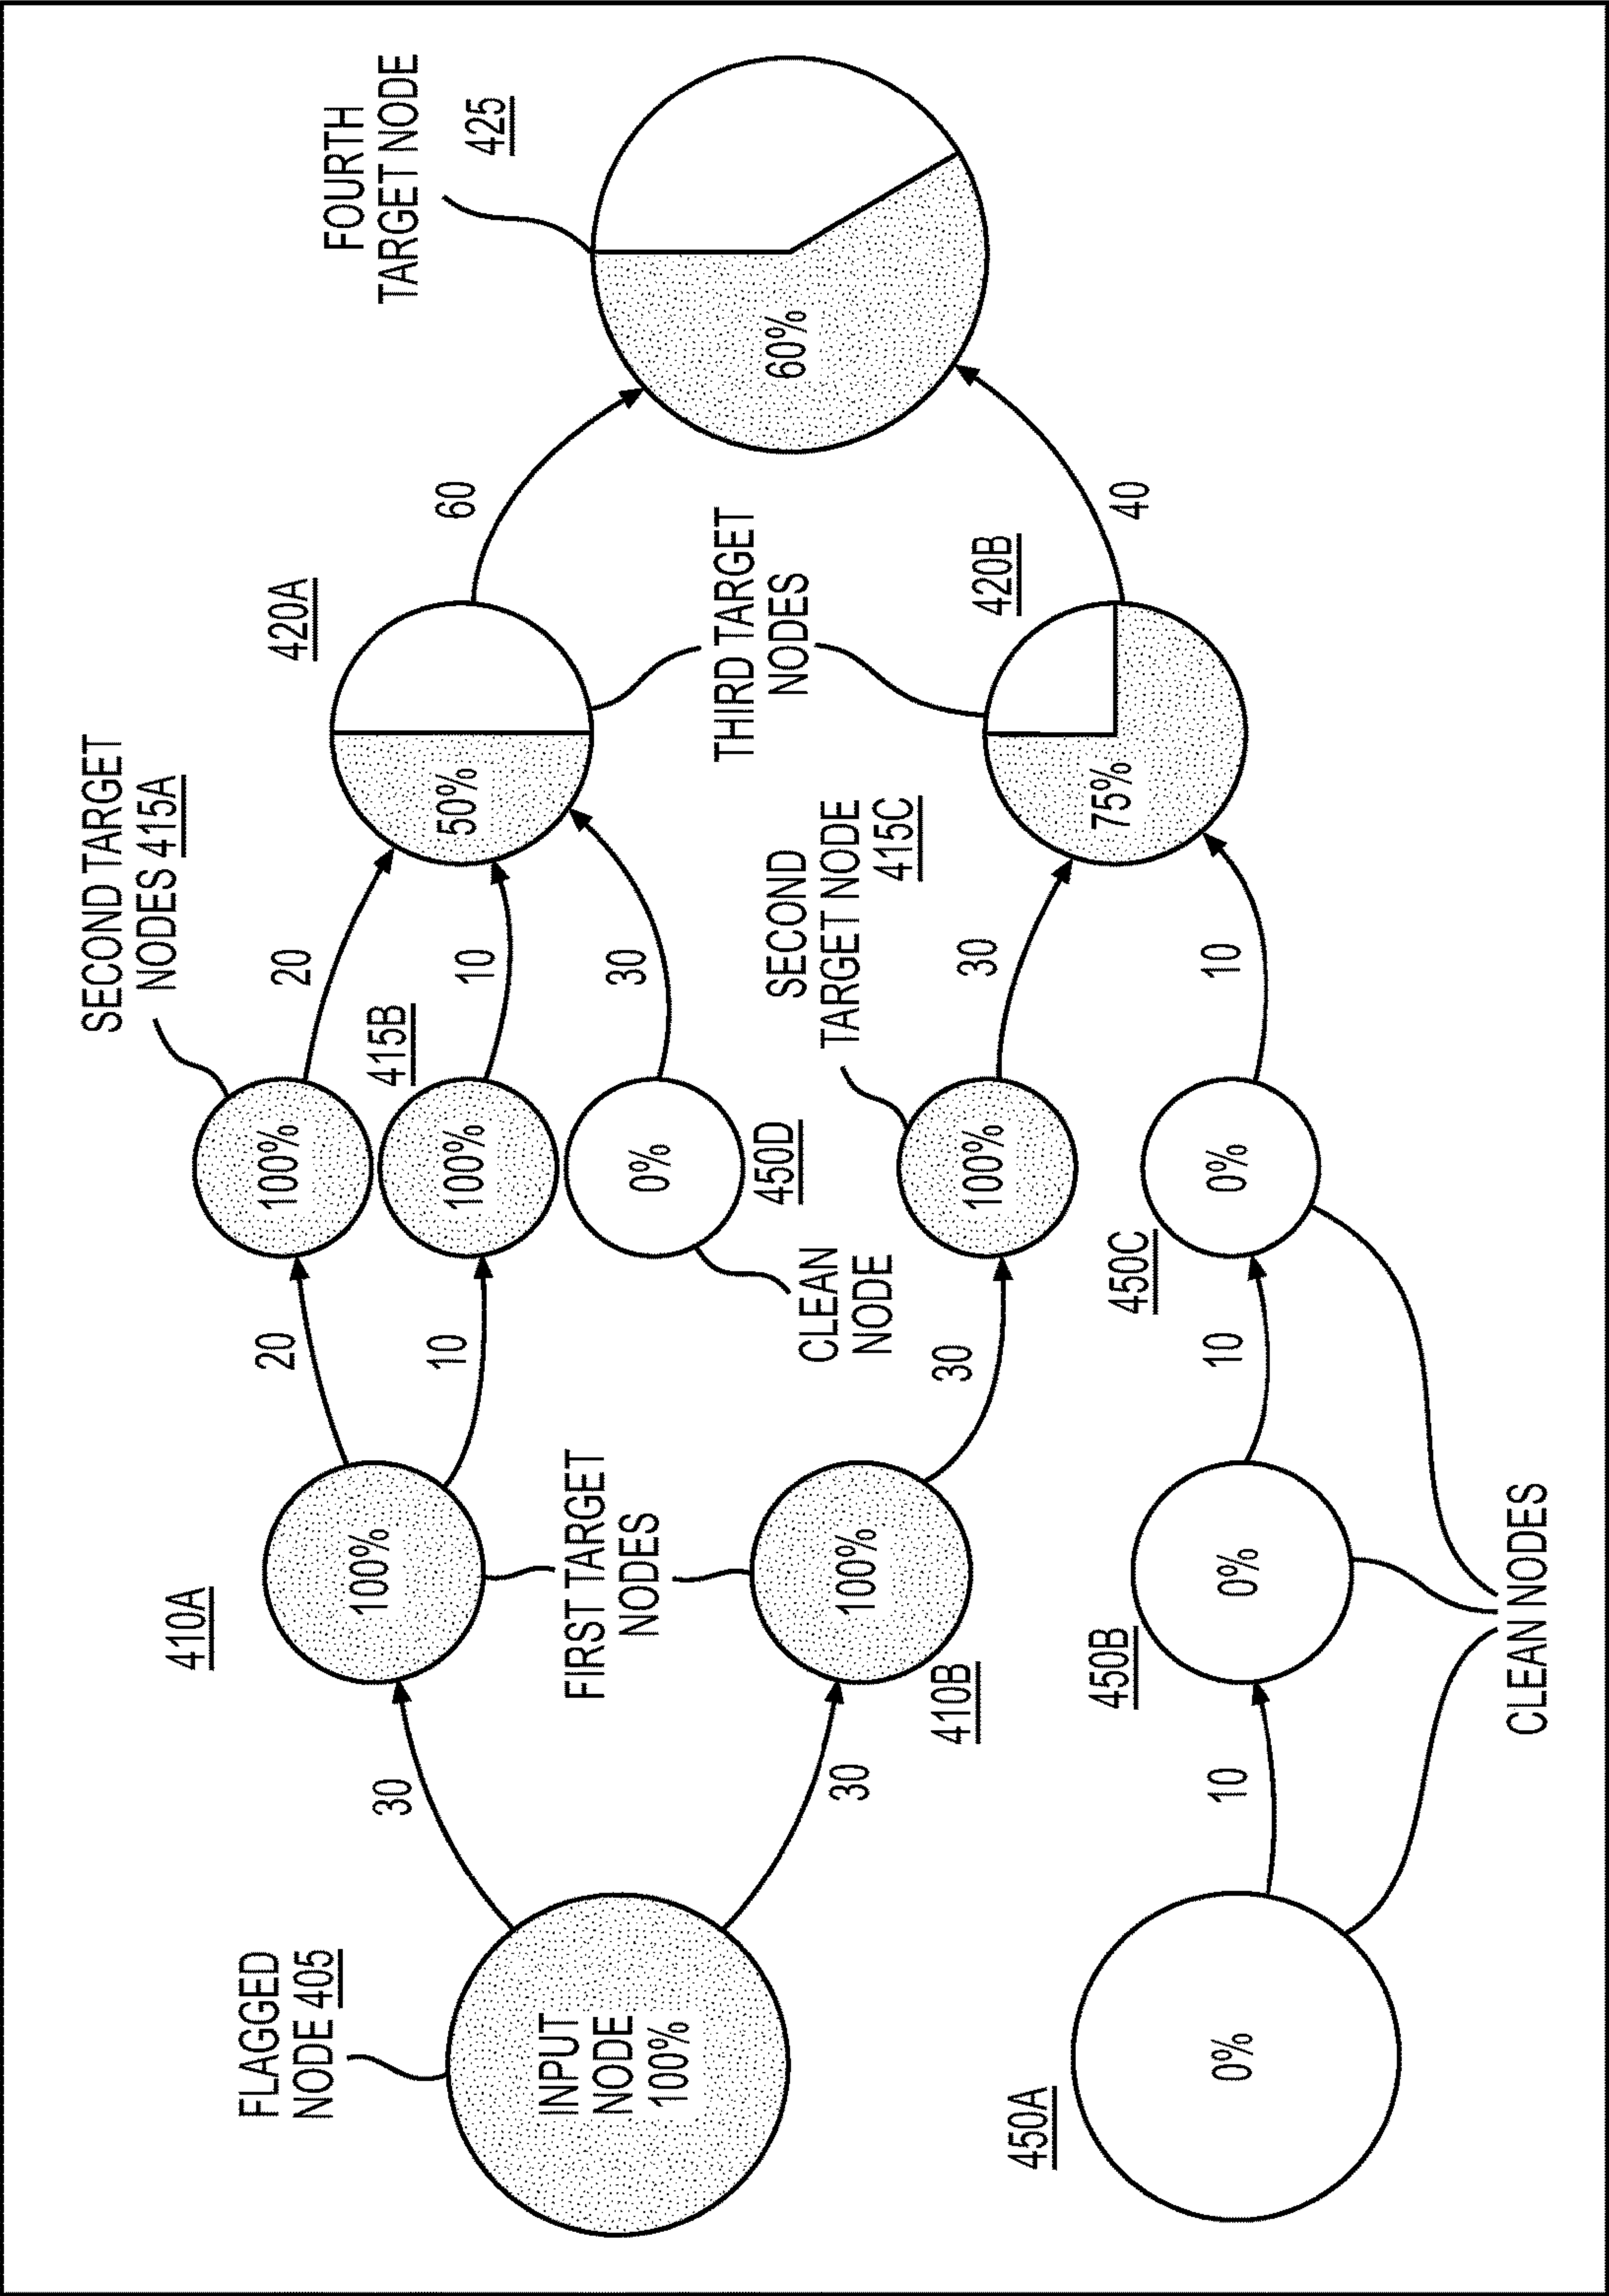 FLAGGED
NODE 405
INPUT
NODE
100%
30
30
410A
100%
FIRST TARGET
NODES
100%
410B
20
10
30
SECOND TARGET
NODES 415A
100%
415B
100%
0%
450D
CLEAN
NODE
SECOND
TARGET NODE
415C
100%
20
10
30
30
10
420A
50%
THIRD TARGET
NODES
420B
75%
60
40
FOURTH
TARGET NODE
425
60%
450A
0%
10
450B
0%
10
450C
0%
CLEAN NODES